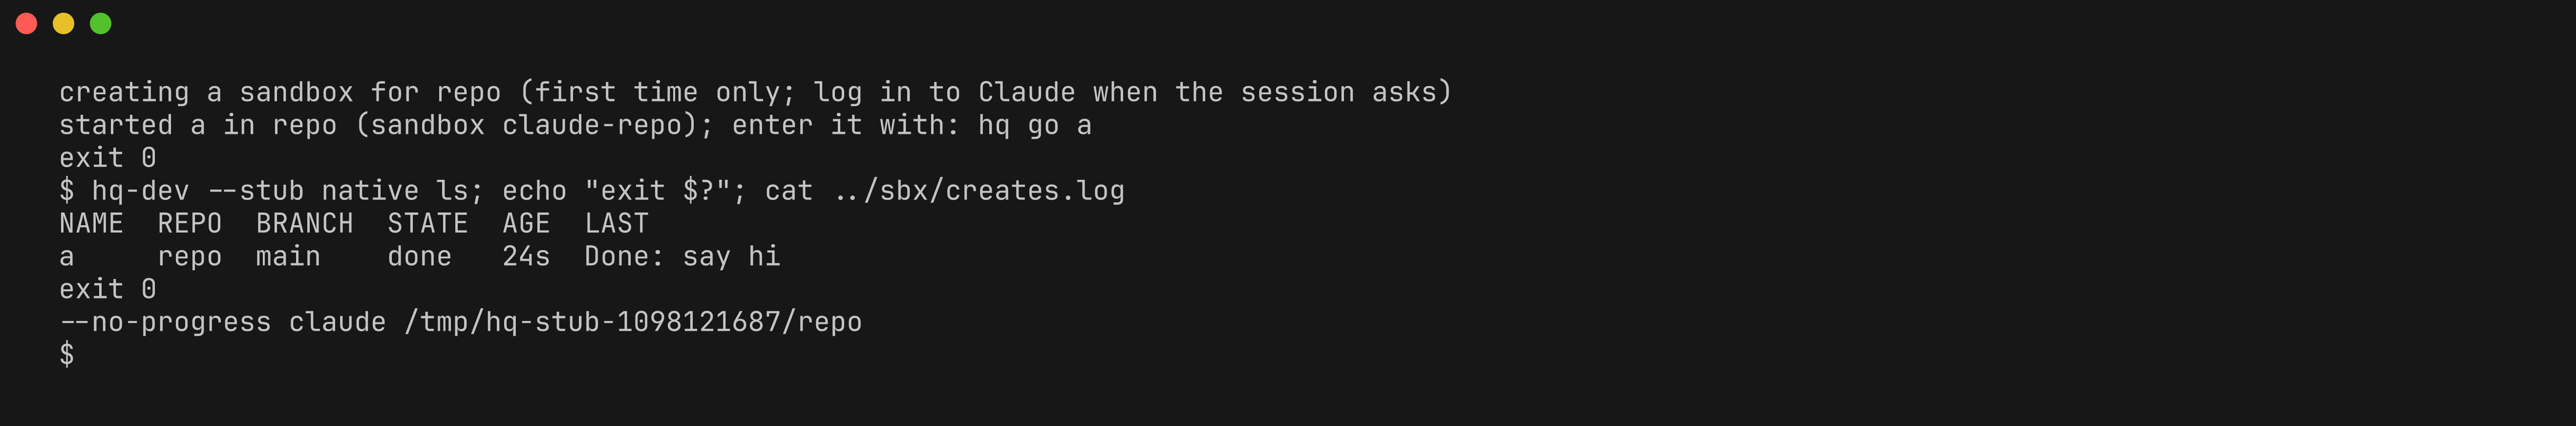 creating a sandbox for repo (first time only; log in to Claude when the session asks)
started a in repo (sandbox claude-repo); enter it with: hq go a
exit 0
$ hq-dev --stub native ls; echo "exit $?"; cat ../sbx/creates.log
NAME  REPO  BRANCH  STATE  AGE  LAST
a     repo  main    done   24s  Done: say hi
exit 0
--no-progress claude /tmp/hq-stub-1098121687/repo
$